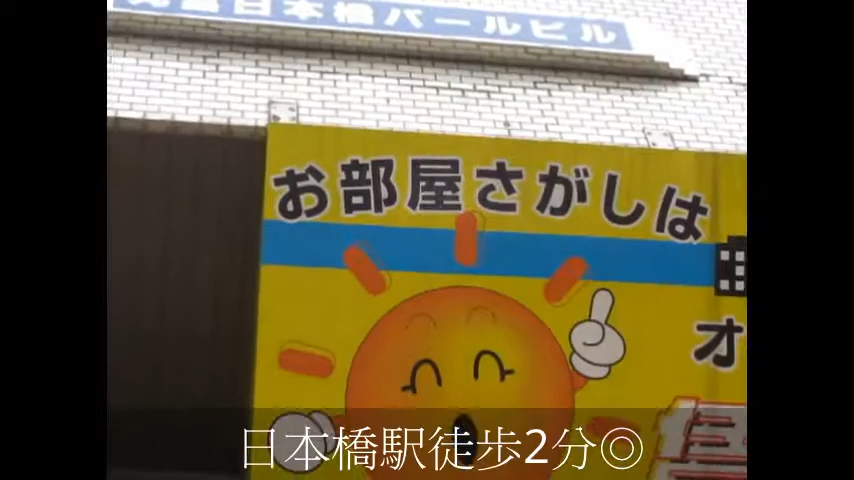 日本橋パールビル
お部屋さがしは
オ
日本橋駅徒歩2分◎